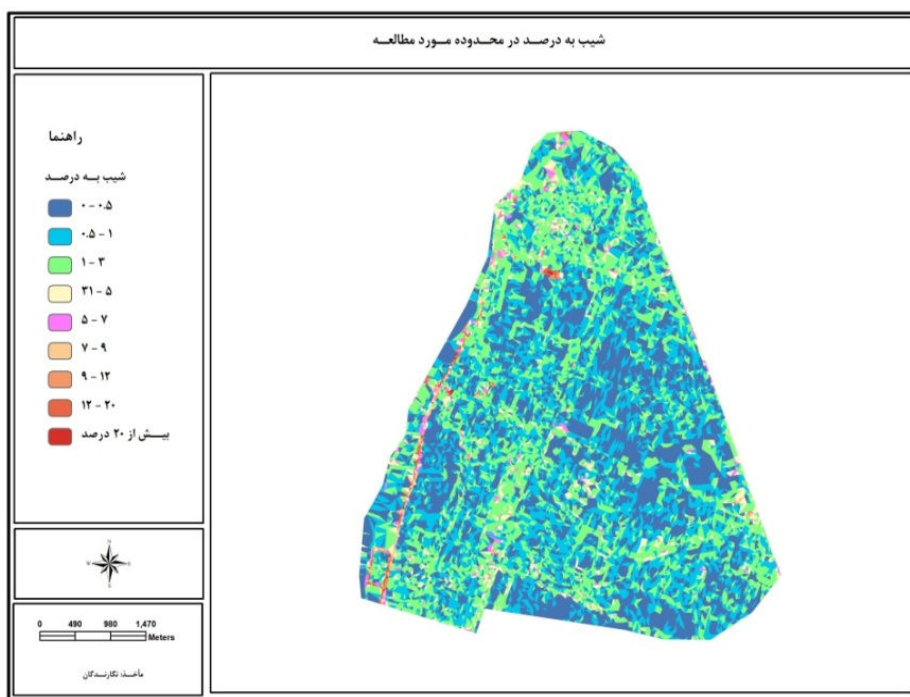 شیب به درصد در محدوده مورد مطالعه
راهنما
شیب به درصد
۰ - ۰.۵
۰.۵ - ۱
۱ - ۳
۳۱ - ۵
۵ - ۷
۷ - ۹
۹ - ۱۲
۱۲ - ۲۰
بیش از ۲۰ درصد
N
W E
S
0 490 980 1,470
Meters
مأخذ: نگارندگان